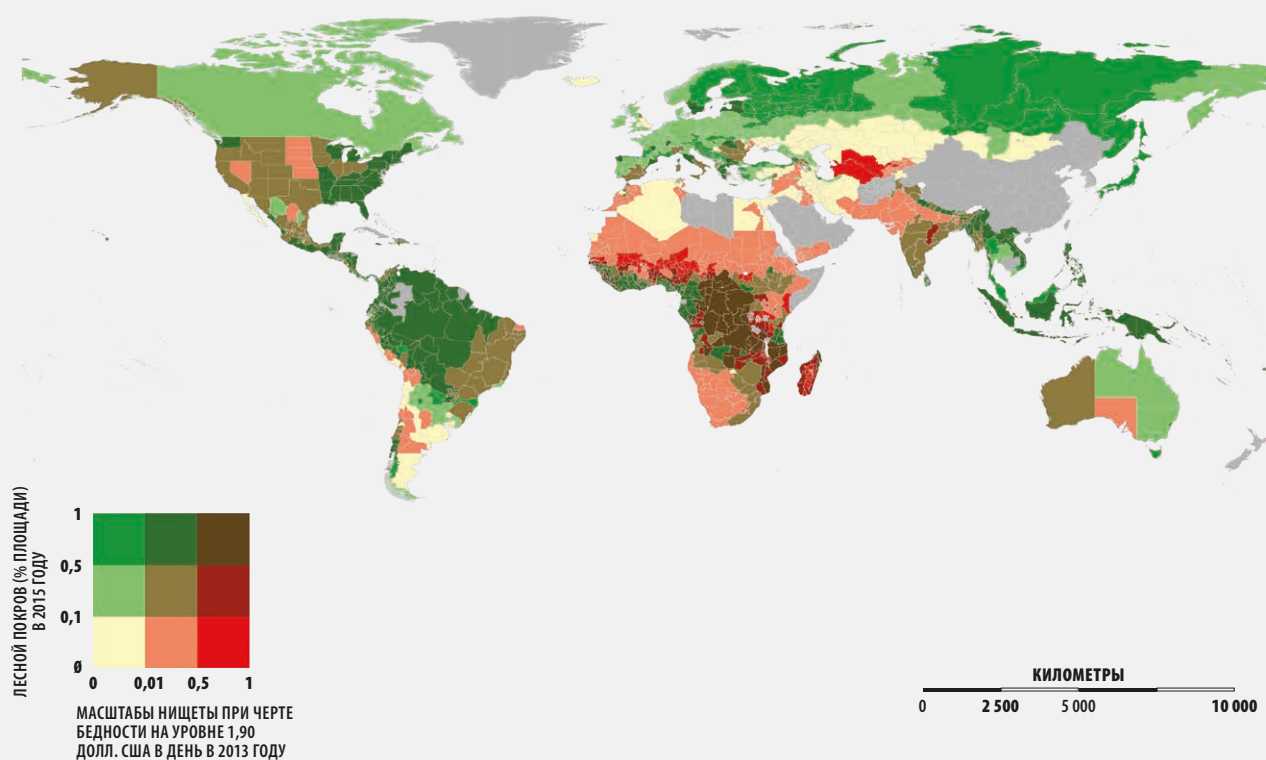 ЛЕСНОЙ ПОКРОВ (% ПЛОЩАДИ)
В 2015 ГОДУ
1
0,5
0,1
0
0 0,01 0,5 1
МАСШТАБЫ НИЩЕТЫ ПРИ ЧЕРТЕ
БЕДНОСТИ НА УРОВНЕ 1,90
ДОЛЛ. США В ДЕНЬ В 2013 ГОДУ
КИЛОМЕТРЫ
0 2 500 5 000 10 000